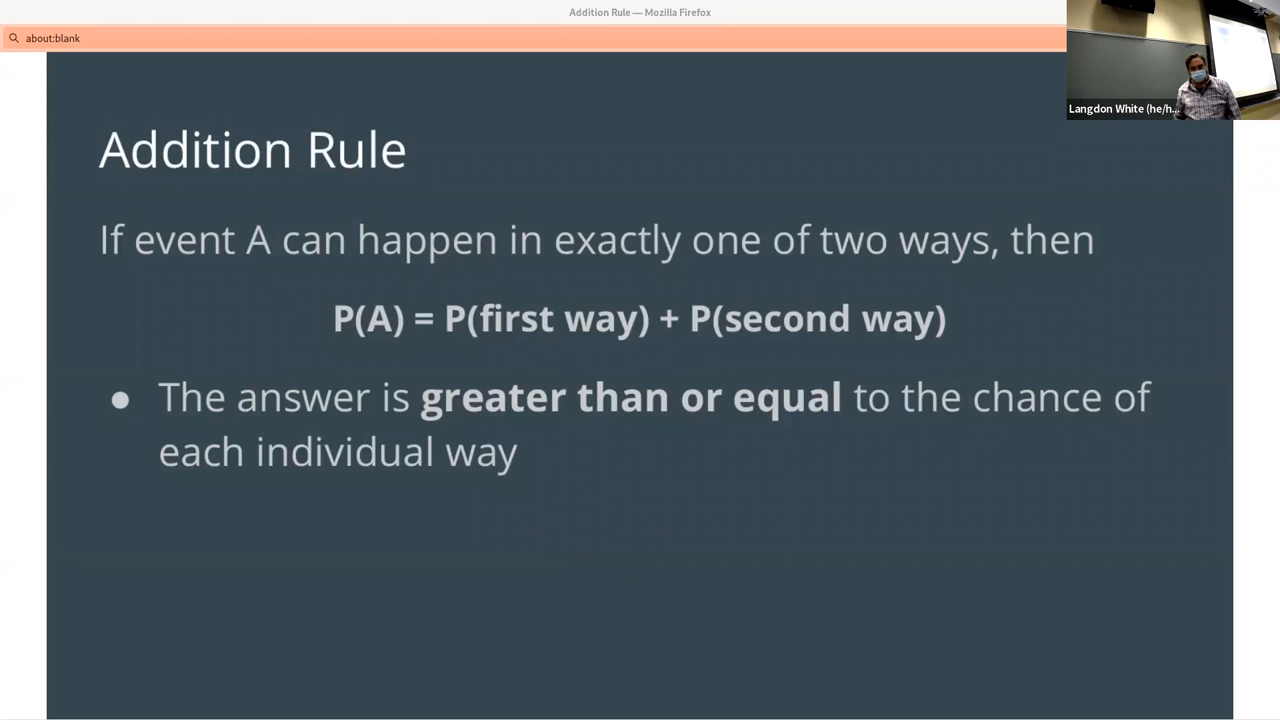 Addition Rule — Mozilla Firefox
about:blank
Langdon White (he/h...
Addition Rule
If event A can happen in exactly one of two ways, then
P(A) = P(first way) + P(second way)
● The answer is greater than or equal to the chance of
each individual way